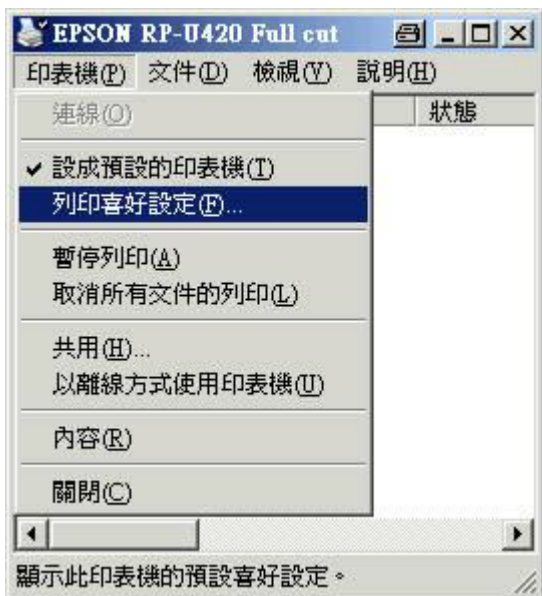 EPSON RP-U420 Full cut
印表機(P) 文件(D) 檢視(V) 說明(H)
連線(O) 狀態
設成預設的印表機(T)
列印喜好設定(F)...
暫停列印(A)
取消所有文件的列印(L)
共用(H)...
以離線方式使用印表機(U)
內容(R)
關閉(C)
顯示此印表機的預設喜好設定。